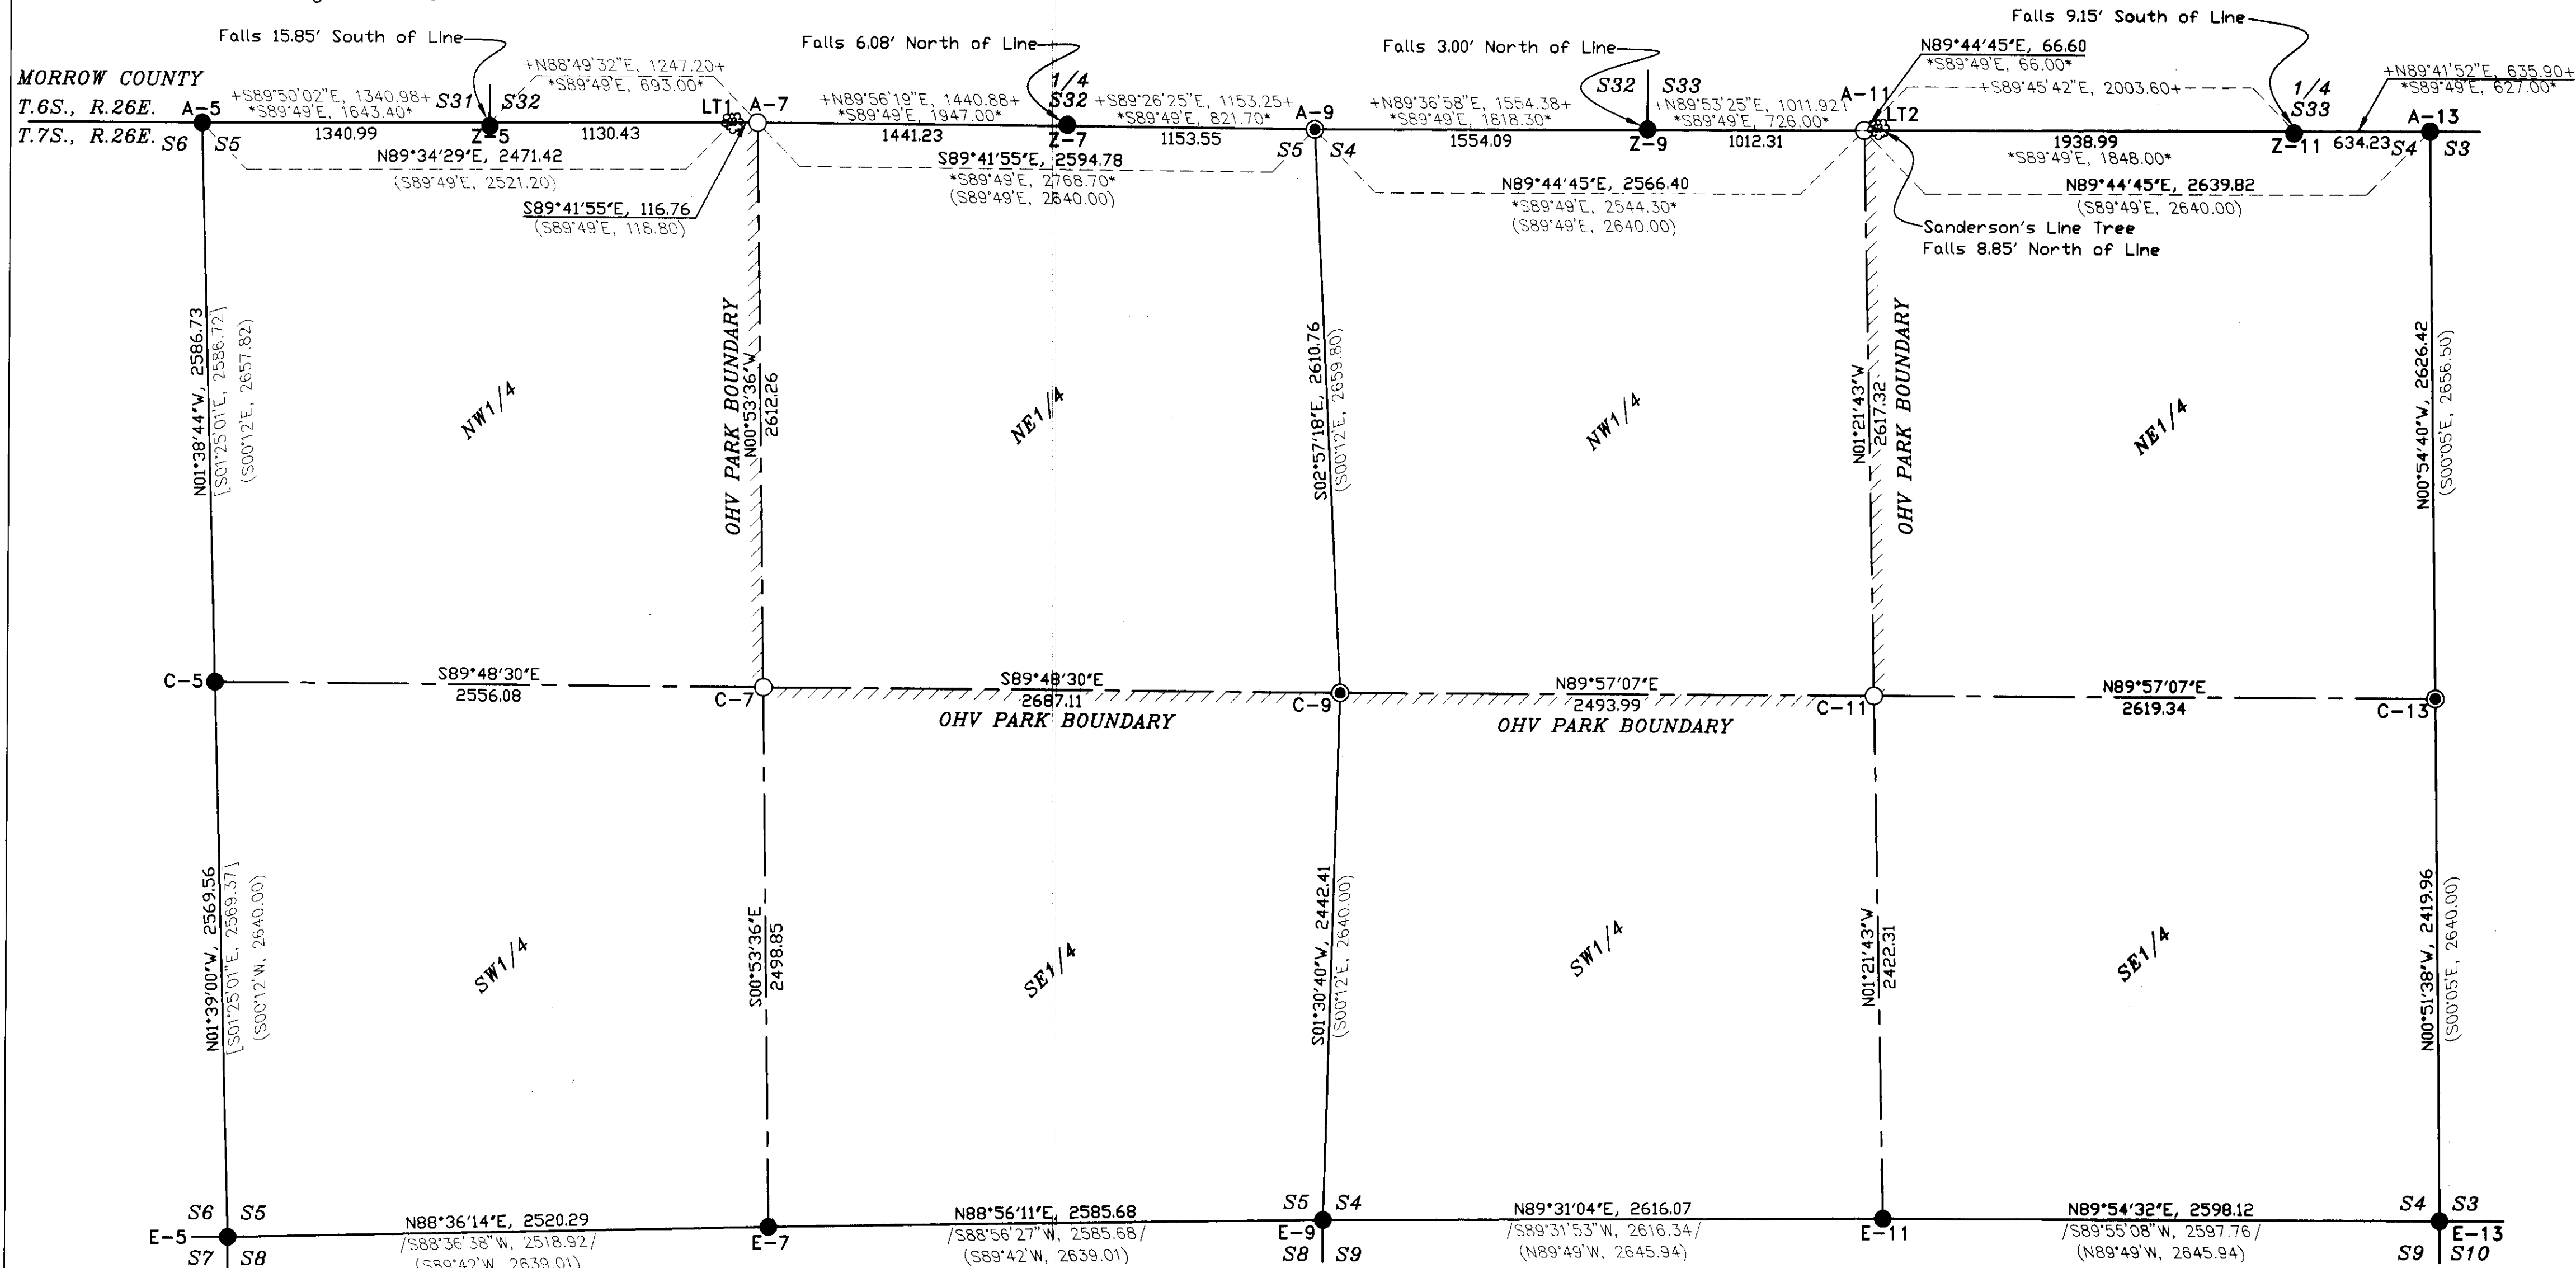 Falls 15.85' South of Line
Falls 6.08' North of Line
Falls 3.00' North of Line
Falls 9.15' South of Line
MORROW COUNTY
T.6S., R.26E.
T.7S., R.26E.
A-5
+S89°50'02"E, 1340.98+
*S89°49'E, 1643.40*
1340.99
S31
S32
Z-5
+N88°49'32"E, 1247.20+
*S89°49'E, 693.00*
1130.43
LT1
A-7
+N89°56'19"E, 1440.88+
*S89°49'E, 1947.00*
1441.23
1/4
S32
Z-7
+S89°26'25"E, 1153.25+
*S89°49'E, 821.70*
1153.55
A-9
+N89°36'58"E, 1554.38+
*S89°49'E, 1818.30*
1554.09
S32
S33
Z-9
+N89°53'25"E, 1011.92+
*S89°49'E, 726.00*
1012.31
A-11
LT2
N89°44'45"E, 66.60
*S89°49'E, 66.00*
+S89°45'42"E, 2003.60+
1938.99
*S89°49'E, 1848.00*
1/4
S33
Z-11
634.23
+N89°41'52"E, 635.90+
*S89°49'E, 627.00*
A-13
S6
S5
N89°34'29"E, 2471.42
(S89°49'E, 2521.20)
S89°41'55"E, 116.76
(S89°49'E, 118.80)
S89°41'55"E, 2594.78
*S89°49'E, 2768.70*
(S89°49'E, 2640.00)
S5
S4
N89°44'45"E, 2566.40
*S89°49'E, 2544.30*
(S89°49'E, 2640.00)
N89°44'45"E, 2639.82
(S89°49'E, 2640.00)
S4
S3
Sanderson's Line Tree
Falls 8.85' North of Line
N01°38'44"W, 2586.73
[S01°25'01"E, 2586.72]
(S00°12'E, 2657.82)
NW1/4
OHV PARK BOUNDARY
N00°53'36"W
2612.26
NE1/4
S02°57'18"E, 2610.76
(S00°12'E, 2659.80)
NW1/4
N01°21'43"W
2617.32
OHV PARK BOUNDARY
NE1/4
N00°54'40"W, 2626.42
(S00°05'E, 2656.50)
C-5
S89°48'30"E
2556.08
C-7
S89°48'30"E
2687.11
OHV PARK BOUNDARY
C-9
N89°57'07"E
2493.99
OHV PARK BOUNDARY
C-11
N89°57'07"E
2619.34
C-13
N01°39'00"W, 2569.56
[S01°25'01"E, 2569.37]
(S00°12'W, 2640.00)
SW1/4
S00°53'36"E
2498.85
SE1/4
S01°30'40"W, 2442.41
(S00°12'E, 2640.00)
SW1/4
N01°21'43"W
2422.31
SE1/4
N00°51'38"W, 2419.96
(S00°05'E, 2640.00)
S6
S5
E-5
S7
S8
N88°36'14"E, 2520.29
/S88°36'38"W, 2518.92/
(S89°42'W, 2639.01)
E-7
N88°56'11"E, 2585.68
/S88°56'27"W, 2585.68/
(S89°42'W, 2639.01)
S5
S4
E-9
S8
S9
N89°31'04"E, 2616.07
/S89°31'53"W, 2616.34/
(N89°49'W, 2645.94)
E-11
N89°54'32"E, 2598.12
/S89°55'08"W, 2597.76/
(N89°49'W, 2645.94)
S4
S3
E-13
S9
S10